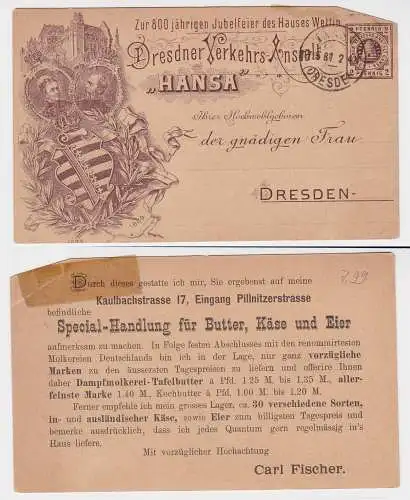 Zur 800 jährigen Jubelfeier des Hauses Wettin
Dresdner Verkehrs-Anst
„HANSA"
Ihrer Hochwohlgeboren
der gnädigen Frau
DRESDEN-
DRESDEN
1889
Durch dieses gestatte ich mir, Sie ergebenst auf meine
Kaulbachstrasse 17, Eingang Pillnitzerstrasse
befindliche
Special-Handlung für Butter, Käse und Eier
aufmerksam zu machen. In Folge festen Abschlusses mit den renommirtesten
Molkereien Deutschlands bin ich in der Lage, nur ganz vorzügliche
Marken zu den äussersten Tagespreisen zu liefern und offerire Ihnen
daher Dampfmolkerei-Tafelbutter à Pfd. 1.25 M. bis 1.35 M., aller-
feinste Marke 1.40 M., Kochbutter à Pfd. 1.00 M. bis 1.20 M.
Ferner empfehle ich mein grosses Lager, ca. 30 verschiedene Sorten,
in- und ausländischer Käse, sowie Eier zum billigsten Tagespreis und
bemerke ausdrücklich, dass ich jedes Quantum gern regelmässig in's
Haus liefere.
Mit vorzüglicher Hochachtung
Carl Fischer.